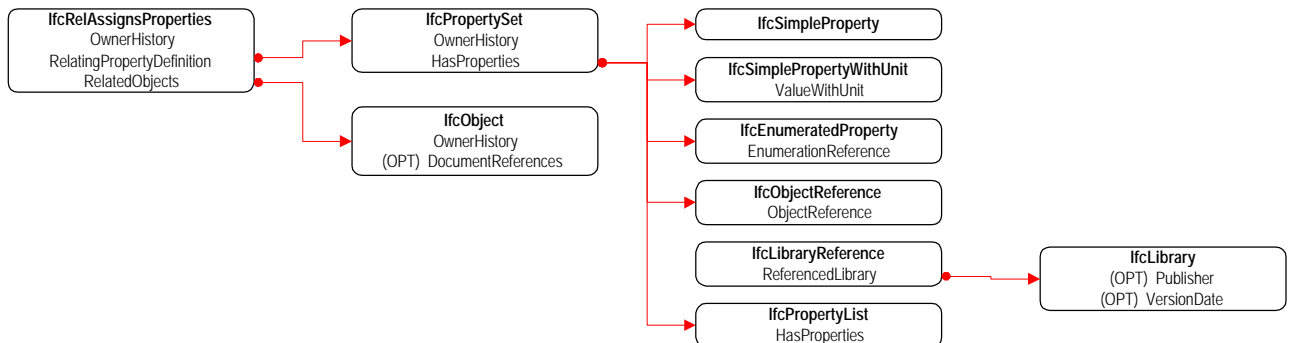 IfcRelAssignsProperties
OwnerHistory
RelatingPropertyDefinition
RelatedObjects
IfcPropertySet
OwnerHistory
HasProperties
IfcObject
OwnerHistory
(OPT) DocumentReferences
IfcSimpleProperty
IfcSimplePropertyWithUnit
ValueWithUnit
IfcEnumeratedProperty
EnumerationReference
IfcObjectReference
ObjectReference
IfcLibraryReference
ReferencedLibrary
IfcPropertyList
HasProperties
IfcLibrary
(OPT) Publisher
(OPT) VersionDate